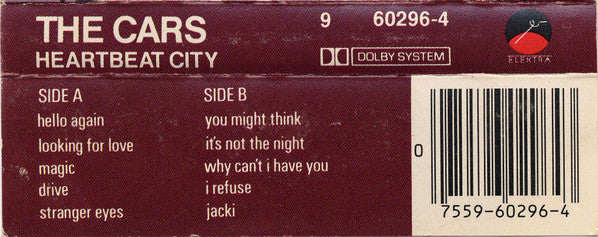 THE CARS
HEARTBEAT CITY
9 60296-4
DOLBY SYSTEM
ELEKTRA
SIDE A
hello again
looking for love
magic
drive
stranger eyes
SIDE B
you might think
it's not the night
why can't i have you
i refuse
jacki
0
7559-60296-4